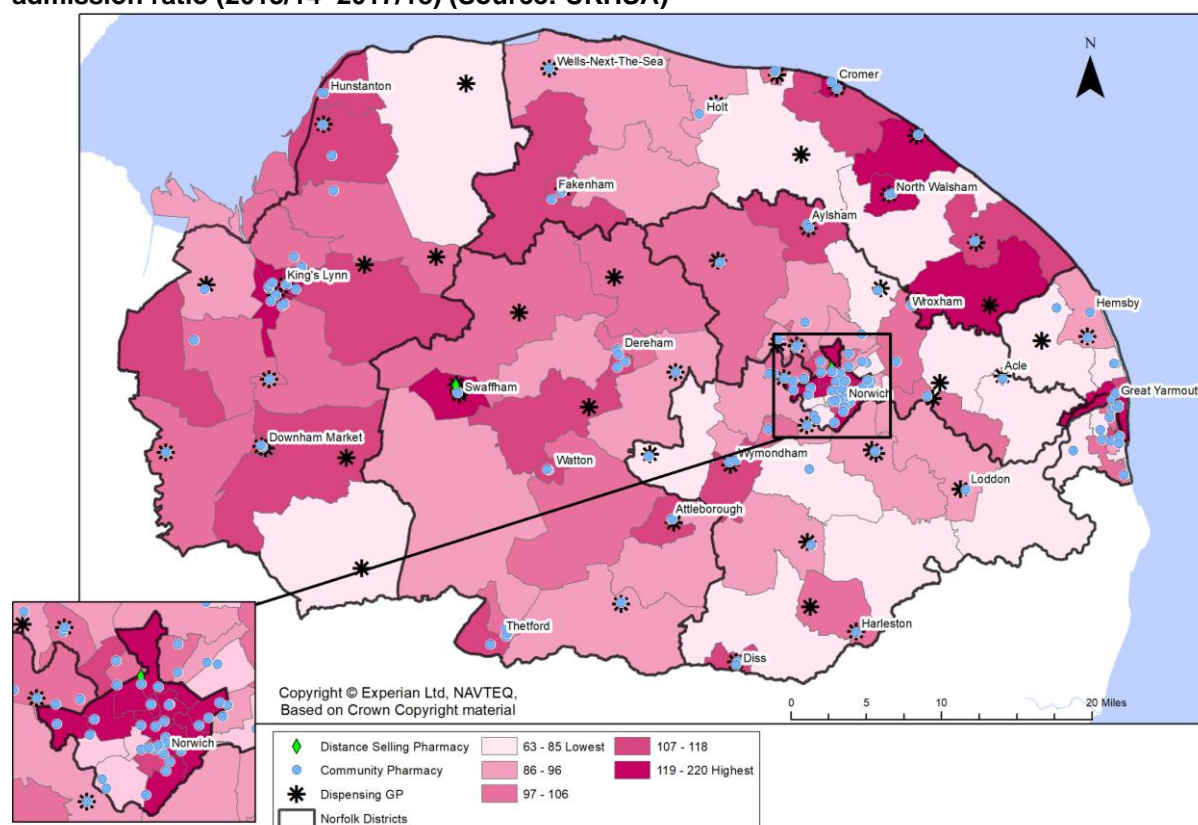 admission ratio (2013/14–2017/18) (Source: UKHSA)
N
Wells-Next-The-Sea
Cromer
Hunstanton
Holt
Fakenham
North Walsham
Aylsham
King's Lynn
Wroxham
Hemsby
Dereham
Acle
Swaffham
Norwich
Great Yarmout
Downham Market
Watton
Wymondham
Loddon
Attleborough
Thetford
Harleston
Diss
Norwich
Copyright © Experian Ltd, NAVTEQ,
Based on Crown Copyright material
0 5 10 20 Miles
Distance Selling Pharmacy
Community Pharmacy
Dispensing GP
Norfolk Districts
63 - 85 Lowest
86 - 96
97 - 106
107 - 118
119 - 220 Highest